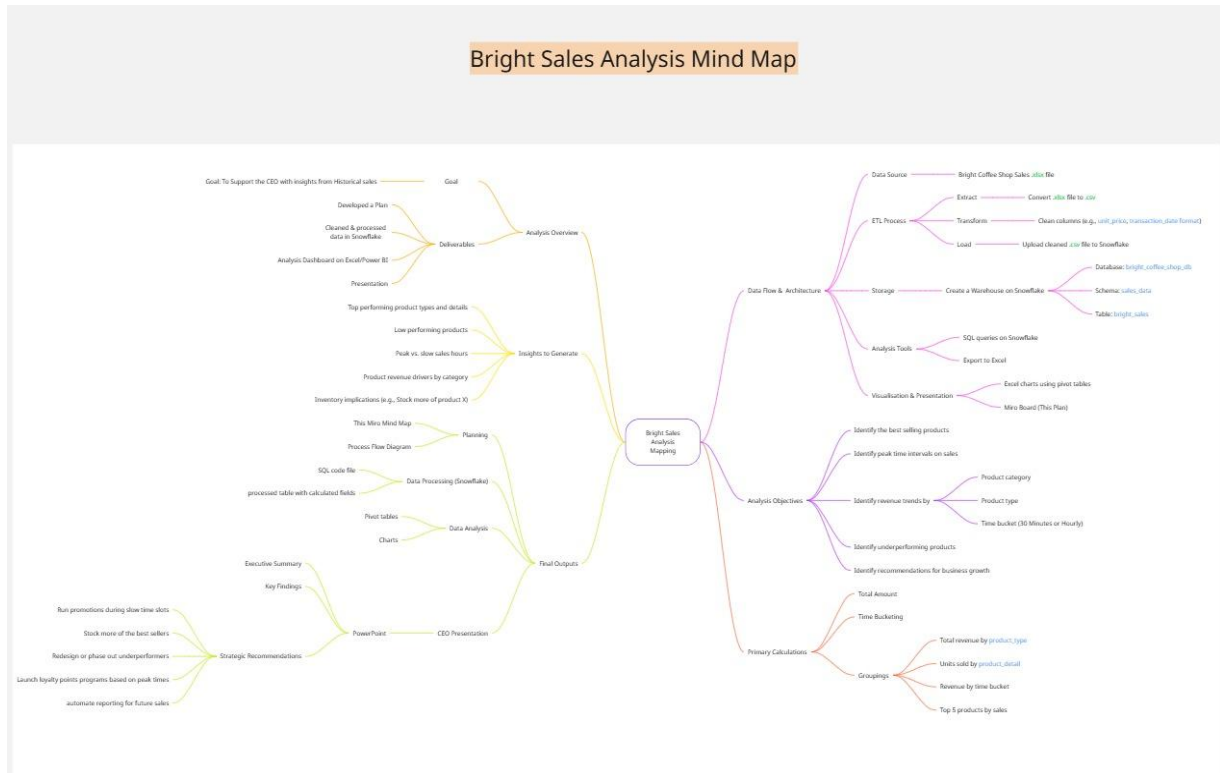 Bright Sales Analysis Mind Map
Bright Sales
Analysis
Mapping
Analysis Overview
Goal
Goal: To Support the CEO with insights from Historical sales
Deliverables
Developed a Plan
Cleaned & processed
data in Snowflake
Analysis Dashboard on Excel/Power BI
Presentation
Insights to Generate
Top performing product types and details
Low performing products
Peak vs. slow sales hours
Product revenue drivers by category
Inventory implications (e.g., Stock more of product X)
Final Outputs
Planning
This Miro Mind Map
Process Flow Diagram
Data Processing (Snowflake)
SQL code file
processed table with calculated fields
Data Analysis
Pivot tables
Charts
CEO Presentation
PowerPoint
Executive Summary
Key Findings
Strategic Recommendations
Run promotions during slow time slots
Stock more of the best sellers
Redesign or phase out underperformers
Launch loyalty points programs based on peak times
automate reporting for future sales
Data Flow & Architecture
Data Source
Bright Coffee Shop Sales .xlsx file
ETL Process
Extract
Convert .xlsx file to .csv
Transform
Clean columns (e.g., unit_price, transaction_date format)
Load
Upload cleaned .csv file to Snowflake
Storage
Create a Warehouse on Snowflake
Database: bright_coffee_shop_db
Schema: sales_data
Table: bright_sales
Analysis Tools
SQL queries on Snowflake
Export to Excel
Visualisation & Presentation
Excel charts using pivot tables
Miro Board (This Plan)
Analysis Objectives
Identify the best selling products
Identify peak time intervals on sales
Identify revenue trends by
Product category
Product type
Time bucket (30 Minutes or Hourly)
Identify underperforming products
Identify recommendations for business growth
Primary Calculations
Total Amount
Time Bucketing
Groupings
Total revenue by product_type
Units sold by product_detail
Revenue by time bucket
Top 5 products by sales